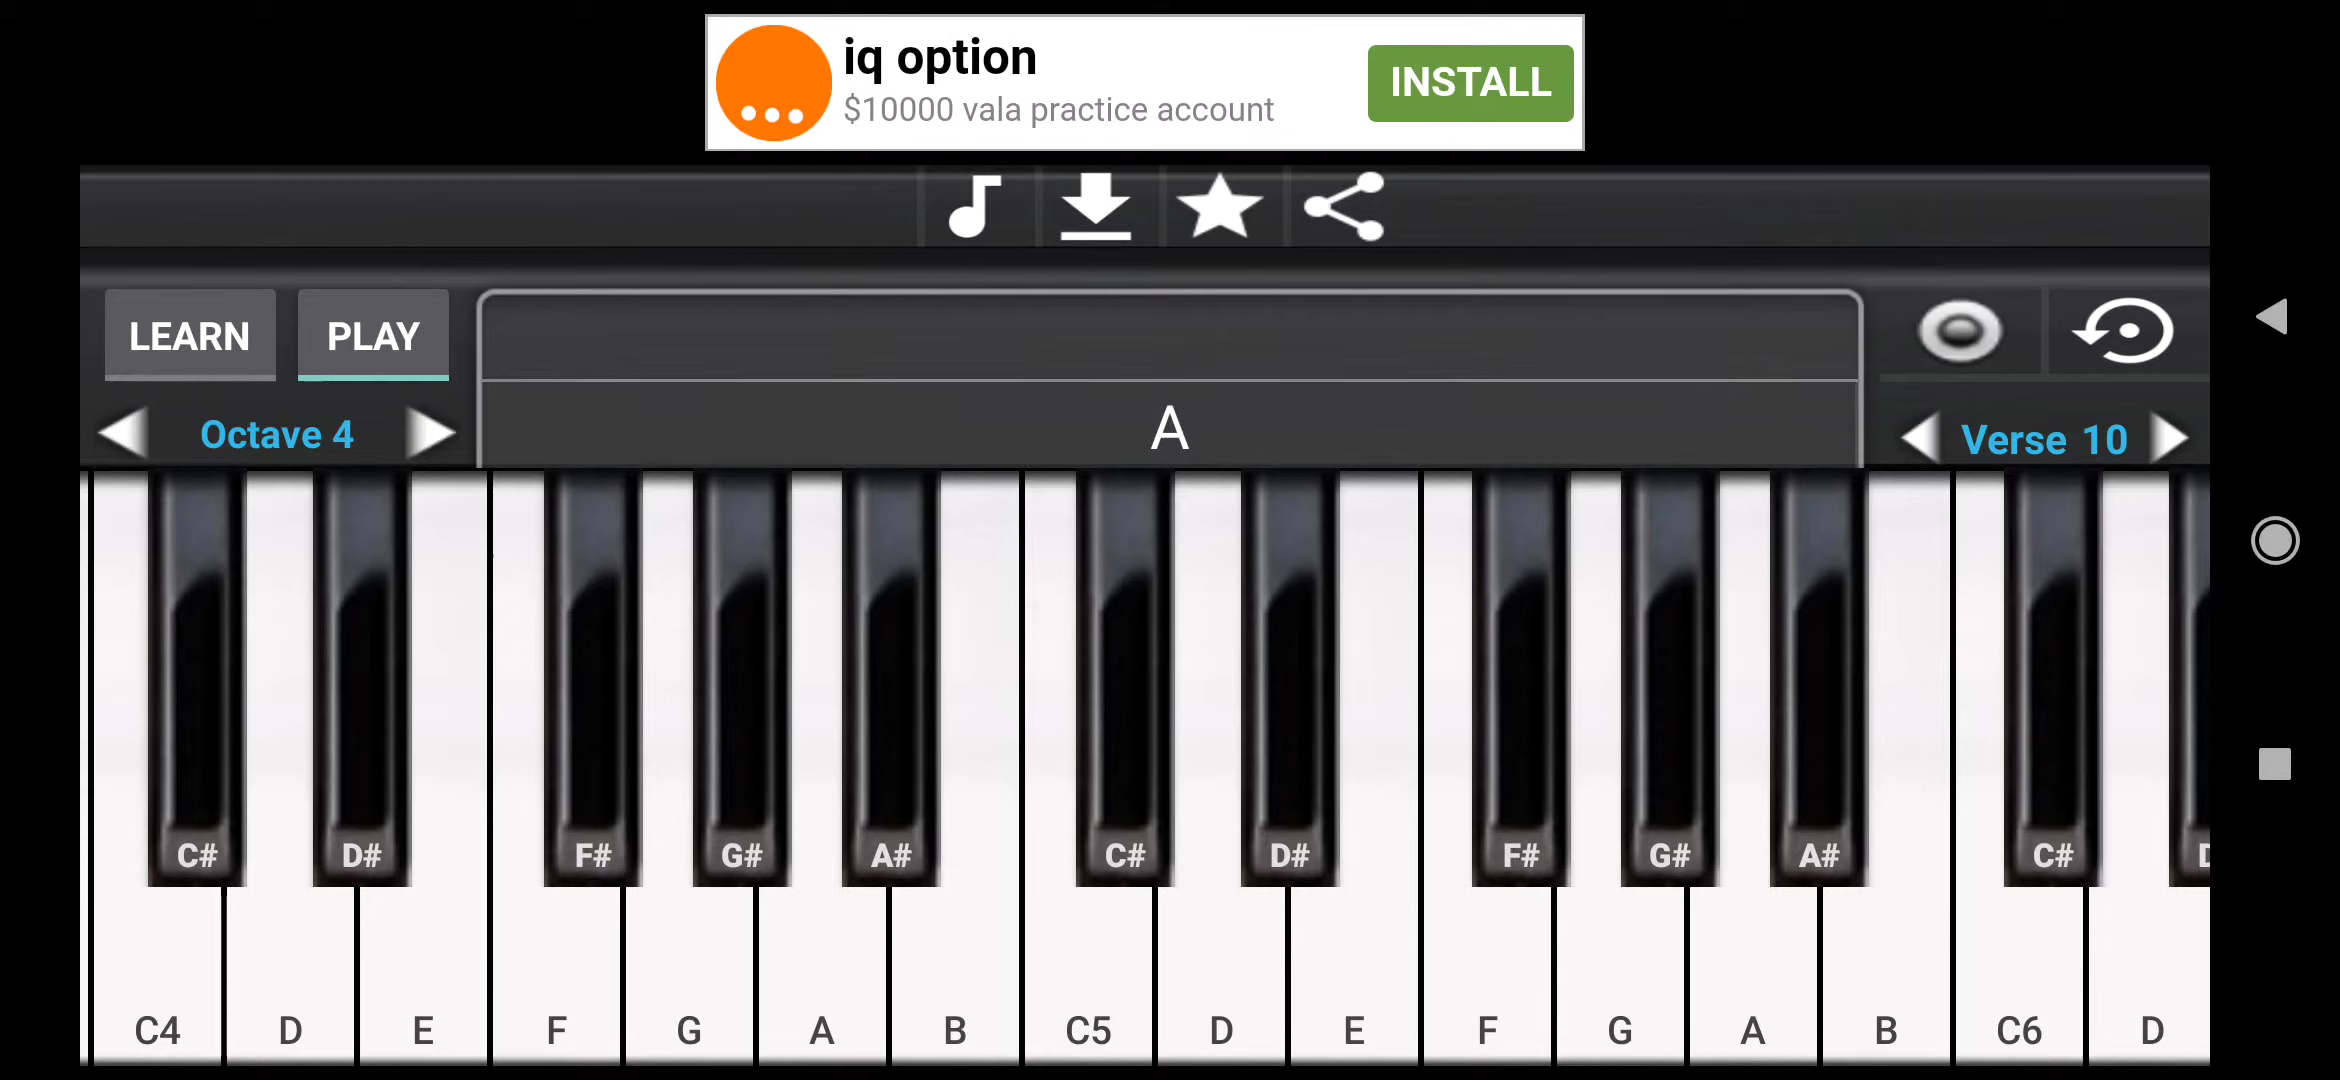 iq option
$10000 vala practice account
INSTALL
LEARN
PLAY
Octave 4
A
Verse 10
C# D# F# G# A# C# D# F# G# A# C#
C4 D E F G A B C5 D E F G A B C6 D